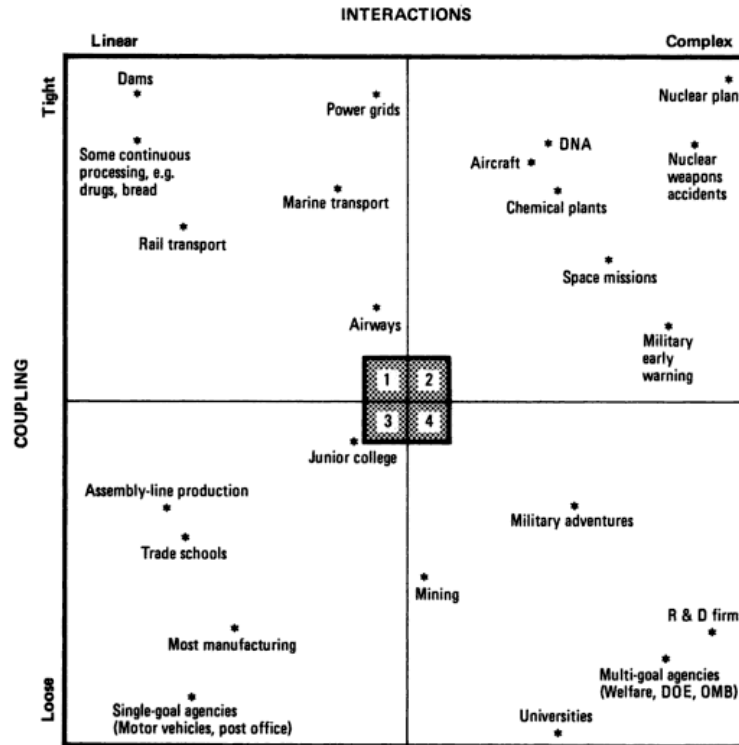 INTERACTIONS
Linear
Complex
Tight
Dams
Power grids
Nuclear plan
Some continuous
processing, e.g.
drugs, bread
DNA
Aircraft
Nuclear
weapons
accidents
Marine transport
Chemical plants
Rail transport
Space missions
Airways
Military
early
warning
COUPLING
1
2
3
4
Junior college
Assembly-line production
Military adventures
Trade schools
Mining
R & D firm
Most manufacturing
Multi-goal agencies
(Welfare, DOE, OMB)
Loose
Single-goal agencies
(Motor vehicles, post office)
Universities